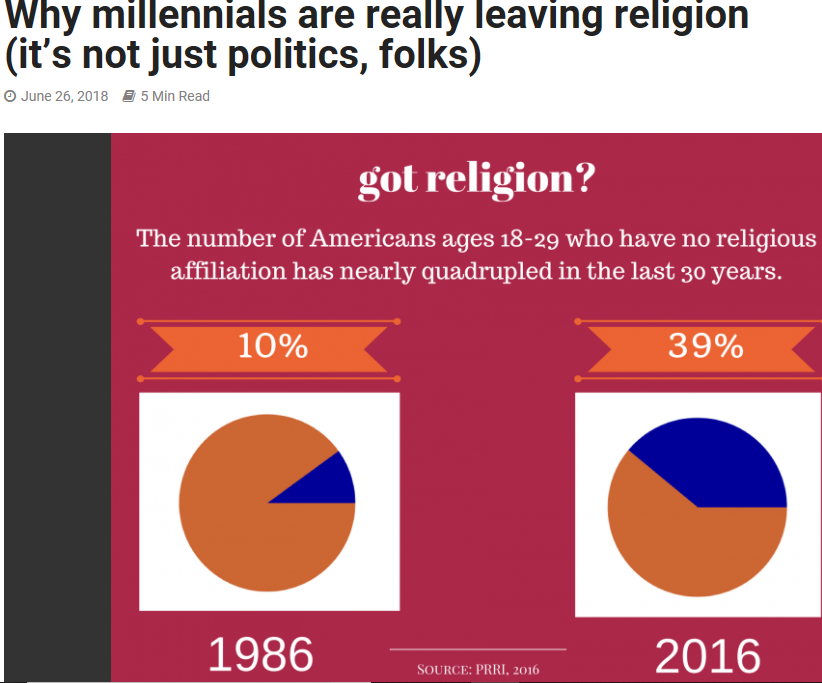 Why millennials are really leaving religion
(it’s not just politics, folks)
June 26, 2018 5 Min Read
got religion?
The number of Americans ages 18-29 who have no religious
affiliation has nearly quadrupled in the last 30 years.
10% 39%
1986 2016
SOURCE: PRRI, 2016